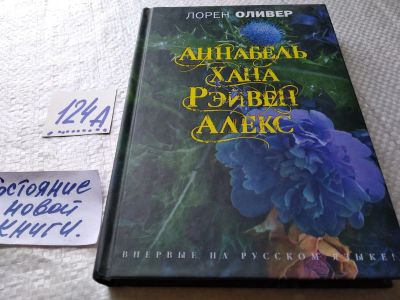 ЛОРЕН ОЛИВЕР
АННАБЕЛЬ
ХАНА
РЭЙВЕН
АЛЕКС
ВПЕРВЫЕ НА РУССКОМ ЯЗЫКЕ!
124А
Состояние
новой
книги.